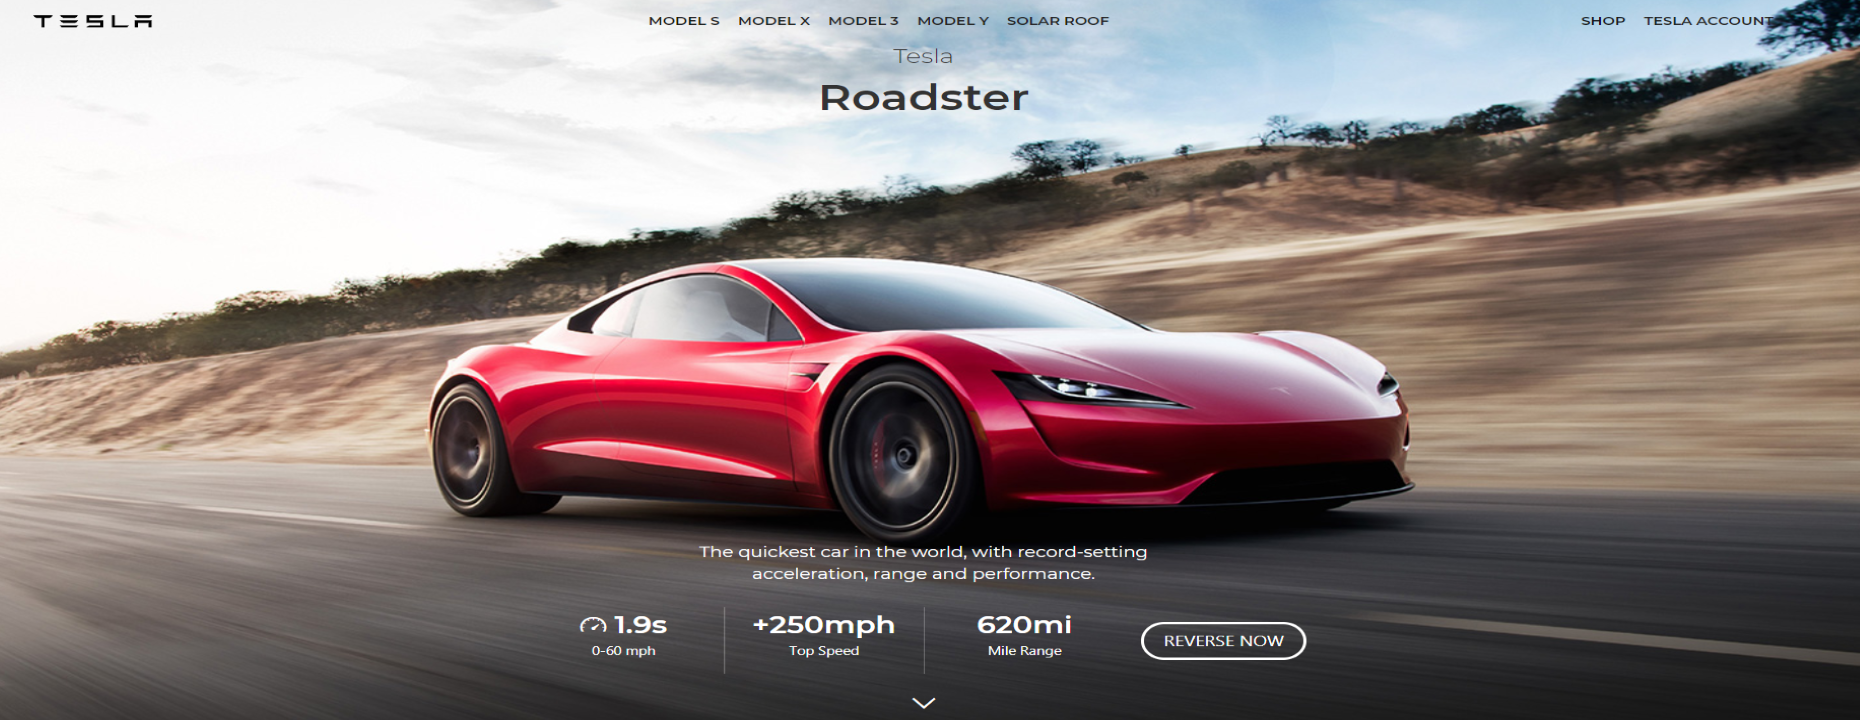 TESLA
MODEL S MODEL X MODEL 3 MODEL Y SOLAR ROOF
SHOP TESLA ACCOUNT
Tesla
Roadster
The quickest car in the world, with record-setting
acceleration, range and performance.
1.9s
0-60 mph
+250mph
Top Speed
620mi
Mile Range
REVERSE NOW